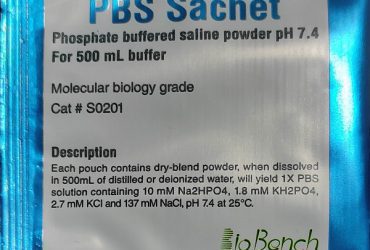 PBS Sachet
Phosphate buffered saline powder pH 7.4
For 500 mL buffer
Molecular biology grade
Cat # S0201
Description
Each pouch contains dry-blend powder, when dissolved
in 500mL of distilled or deionized water, will yield 1X PBS
solution containing 10 mM Na2HPO4, 1.8 mM KH2PO4,
2.7 mM KCl and 137 mM NaCl, pH 7.4 at 25°C.
BioBench